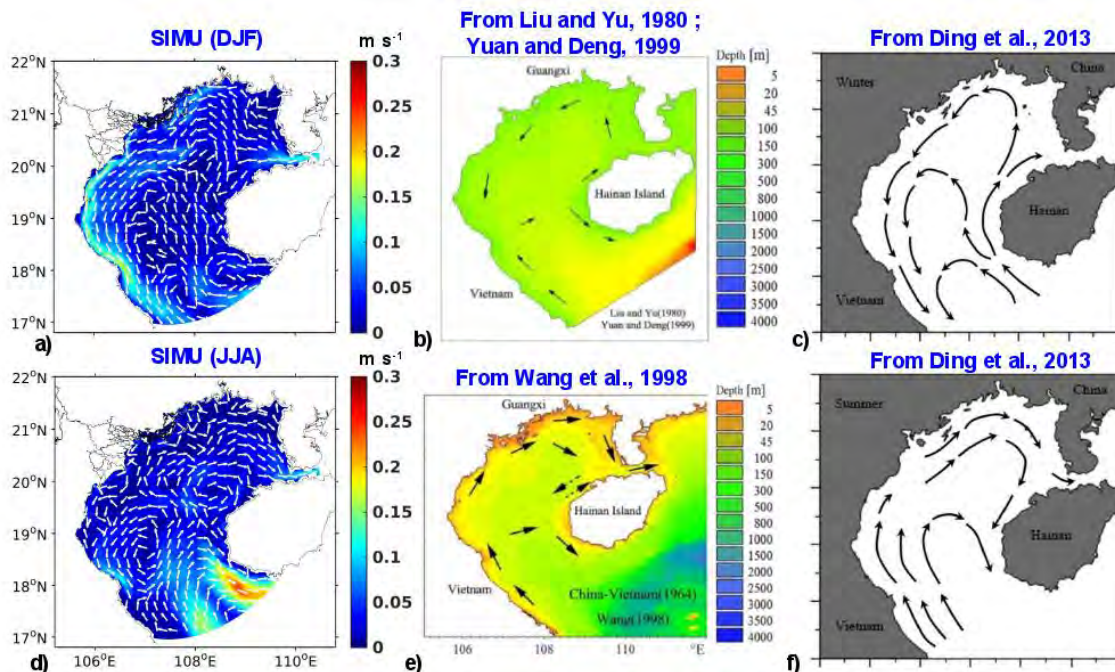 SIMU (DJF)
m s⁻¹
22°N
21°N
20°N
19°N
18°N
17°N
0.3
0.25
0.2
0.15
0.1
0.05
0
106°E
108°E
110°E
a)
From Liu and Yu, 1980 ;
Yuan and Deng, 1999
Guangxi
Hainan Island
Vietnam
Liu and Yu(1980)
Yuan and Deng(1999)
Depth [m]
5
20
45
100
150
300
500
800
1000
1500
2000
2500
3000
3500
4000
b)
From Ding et al., 2013
Winter
China
Hainan
Vietnam
c)
SIMU (JJA)
m s⁻¹
22°N
21°N
20°N
19°N
18°N
17°N
0.3
0.25
0.2
0.15
0.1
0.05
0
106°E
108°E
110°E
d)
From Wang et al., 1998
Guangxi
Hainan Island
Vietnam
China-Vietnam(1964)
Wang(1998)
106
108
110
°E
Depth [m]
5
20
45
100
150
300
500
800
1000
1500
2000
2500
3000
3500
4000
e)
From Ding et al., 2013
Summer
China
Hainan
Vietnam
f)